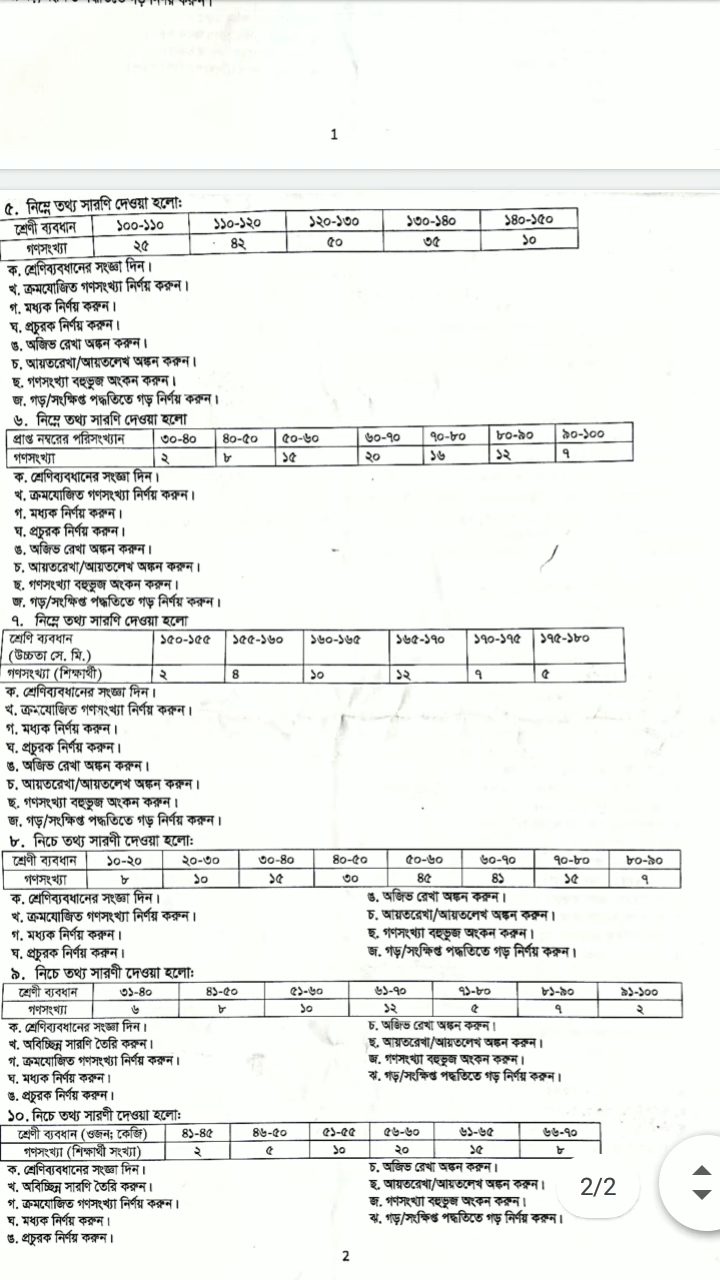 1
৫. নিম্নে তথ্য সারণি দেওয়া হলো:
শ্রেণী ব্যবধান ১০০-১১০ ১১০-১২০ ১২০-১৩০ ১৩০-১৪০ ১৪০-১৫০
গণসংখ্যা ২৫ ৪২ ৫০ ৩৫ ১০
ক. শ্রেণিব্যবধানের সংজ্ঞা দিন।
খ. ক্রমযোজিত গণসংখ্যা নির্ণয় করুন।
গ. মধ্যক নির্ণয় করুন।
ঘ. প্রচুরক নির্ণয় করুন।
ঙ. অজিভ রেখা অঙ্কন করুন।
চ. আয়তরেখা/আয়তলেখ অঙ্কন করুন।
ছ. গণসংখ্যা বহুভুজ অংকন করুন।
জ. গড়/সংক্ষিপ্ত পদ্ধতিতে গড় নির্ণয় করুন।
৬. নিম্নে তথ্য সারণি দেওয়া হলো
প্রাপ্ত নম্বরের পরিসংখ্যান ৩০-৪০ ৪০-৫০ ৫০-৬০ ৬০-৭০ ৭০-৮০ ৮০-৯০ ৯০-১০০
গণসংখ্যা ২ ৮ ১৫ ২০ ১৬ ১২ ৭
ক. শ্রেণিব্যবধানের সংজ্ঞা দিন।
খ. ক্রমযোজিত গণসংখ্যা নির্ণয় করুন।
গ. মধ্যক নির্ণয় করুন।
ঘ. প্রচুরক নির্ণয় করুন।
ঙ. অজিভ রেখা অঙ্কন করুন।
চ. আয়তরেখা/আয়তলেখ অঙ্কন করুন।
ছ. গণসংখ্যা বহুভুজ অংকন করুন।
জ. গড়/সংক্ষিপ্ত পদ্ধতিতে গড় নির্ণয় করুন।
৭. নিম্নে তথ্য সারণি দেওয়া হলো
শ্রেণি ব্যবধান ১৫০-১৫৫ ১৫৫-১৬০ ১৬০-১৬৫ ১৬৫-১৭০ ১৭০-১৭৫ ১৭৫-১৮০
(উচ্চতা সে. মি.)
গণসংখ্যা (শিক্ষার্থী) ২ ৪ ১০ ১২ ৭ ৫
ক. শ্রেণিব্যবধানের সংজ্ঞা দিন।
খ. ক্রমযোজিত গণসংখ্যা নির্ণয় করুন।
গ. মধ্যক নির্ণয় করুন।
ঘ. প্রচুরক নির্ণয় করুন।
ঙ. অজিভ রেখা অঙ্কন করুন।
চ. আয়তরেখা/আয়তলেখ অঙ্কন করুন।
ছ. গণসংখ্যা বহুভুজ অংকন করুন।
জ. গড়/সংক্ষিপ্ত পদ্ধতিতে গড় নির্ণয় করুন।
৮. নিচে তথ্য সারণী দেওয়া হলো:
শ্রেণী ব্যবধান ১০-২০ ২০-৩০ ৩০-৪০ ৪০-৫০ ৫০-৬০ ৬০-৭০ ৭০-৮০ ৮০-৯০
গণসংখ্যা ৮ ১০ ১৫ ৩০ ৪৫ ৪১ ১৫ ৭
ক. শ্রেণিব্যবধানের সংজ্ঞা দিন।
খ. ক্রমযোজিত গণসংখ্যা নির্ণয় করুন।
গ. মধ্যক নির্ণয় করুন।
ঘ. প্রচুরক নির্ণয় করুন।
ঙ. অজিভ রেখা অঙ্কন করুন।
চ. আয়তরেখা/আয়তলেখ অঙ্কন করুন।
ছ. গণসংখ্যা বহুভুজ অংকন করুন।
জ. গড়/সংক্ষিপ্ত পদ্ধতিতে গড় নির্ণয় করুন।
৯. নিচে তথ্য সারণী দেওয়া হলো:
শ্রেণী ব্যবধান ৩১-৪০ ৪১-৫০ ৫১-৬০ ৬১-৭০ ৭১-৮০ ৮১-৯০ ৯১-১০০
গণসংখ্যা ৬ ৮ ১০ ১২ ৫ ৭ ২
ক. শ্রেণিব্যবধানের সংজ্ঞা দিন।
খ. অবিচ্ছিন্ন সারণি তৈরি করুন।
গ. ক্রমযোজিত গণসংখ্যা নির্ণয় করুন।
ঘ. মধ্যক নির্ণয় করুন।
ঙ. প্রচুরক নির্ণয় করুন।
চ. অজিভ রেখা অঙ্কন করুন।
ছ. আয়তরেখা/আয়তলেখ অঙ্কন করুন।
জ. গণসংখ্যা বহুভুজ অংকন করুন।
ঝ. গড়/সংক্ষিপ্ত পদ্ধতিতে গড় নির্ণয় করুন।
১০. নিচে তথ্য সারণী দেওয়া হলো:
শ্রেণী ব্যবধান (ওজন; কেজি) ৪১-৪৫ ৪৬-৫০ ৫১-৫৫ ৫৬-৬০ ৬১-৬৫ ৬৬-৭০
গণসংখ্যা (শিক্ষার্থী সংখ্যা) ২ ৫ ১০ ২০ ১৫ ৮
ক. শ্রেণিব্যবধানের সংজ্ঞা দিন।
খ. অবিচ্ছিন্ন সারণি তৈরি করুন।
গ. ক্রমযোজিত গণসংখ্যা নির্ণয় করুন।
ঘ. মধ্যক নির্ণয় করুন।
ঙ. প্রচুরক নির্ণয় করুন।
চ. অজিভ রেখা অঙ্কন করুন।
ছ. আয়তরেখা/আয়তলেখ অঙ্কন করুন।
জ. গণসংখ্যা বহুভুজ অংকন করুন।
ঝ. গড়/সংক্ষিপ্ত পদ্ধতিতে গড় নির্ণয় করুন।
2/2
2